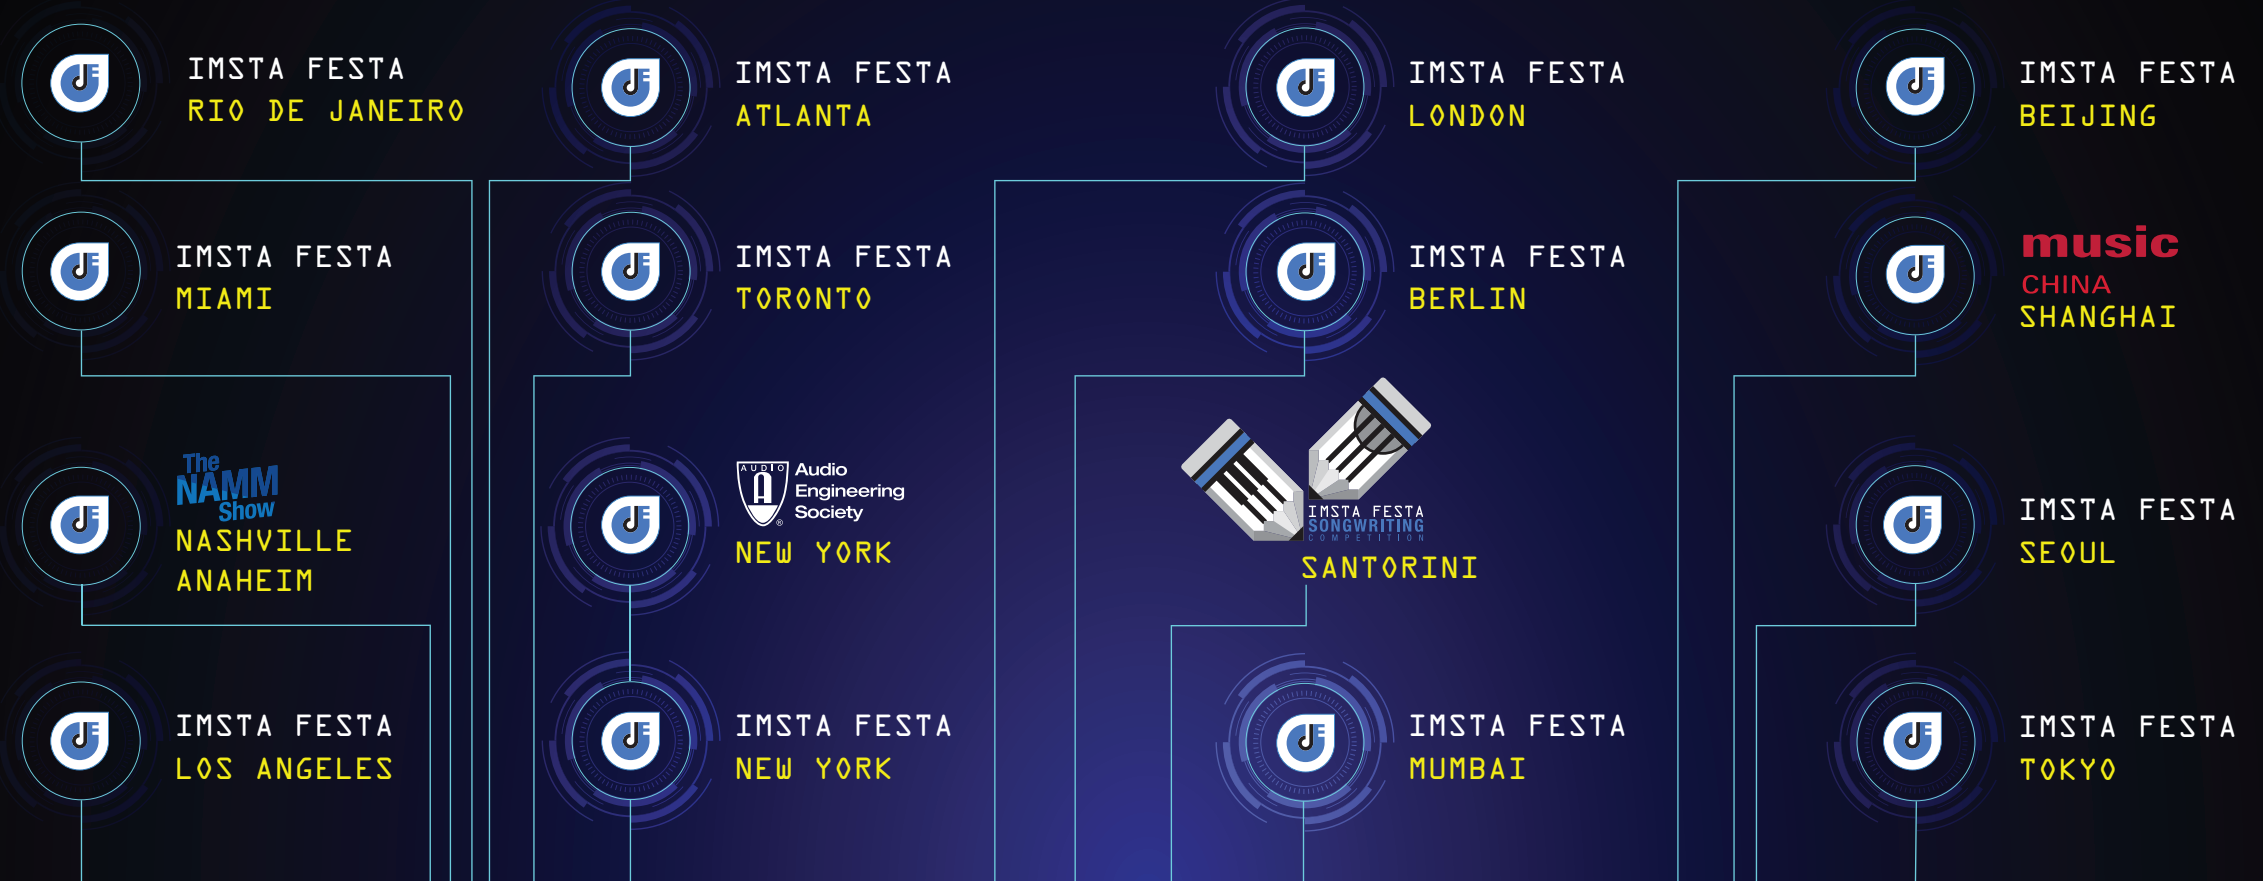 IMSTA FESTA
RIO DE JANEIRO
IMSTA FESTA
ATLANTA
IMSTA FESTA
LONDON
IMSTA FESTA
BEIJING
IMSTA FESTA
MIAMI
IMSTA FESTA
TORONTO
IMSTA FESTA
BERLIN
music
CHINA
SHANGHAI
The
NAMM
Show
NASHVILLE
ANAHEIM
AUDIO
A
®
Audio
Engineering
Society
NEW YORK
IMSTA FESTA
SONGWRITING
COMPETITION
SANTORINI
IMSTA FESTA
SEOUL
IMSTA FESTA
LOS ANGELES
IMSTA FESTA
NEW YORK
IMSTA FESTA
MUMBAI
IMSTA FESTA
TOKYO